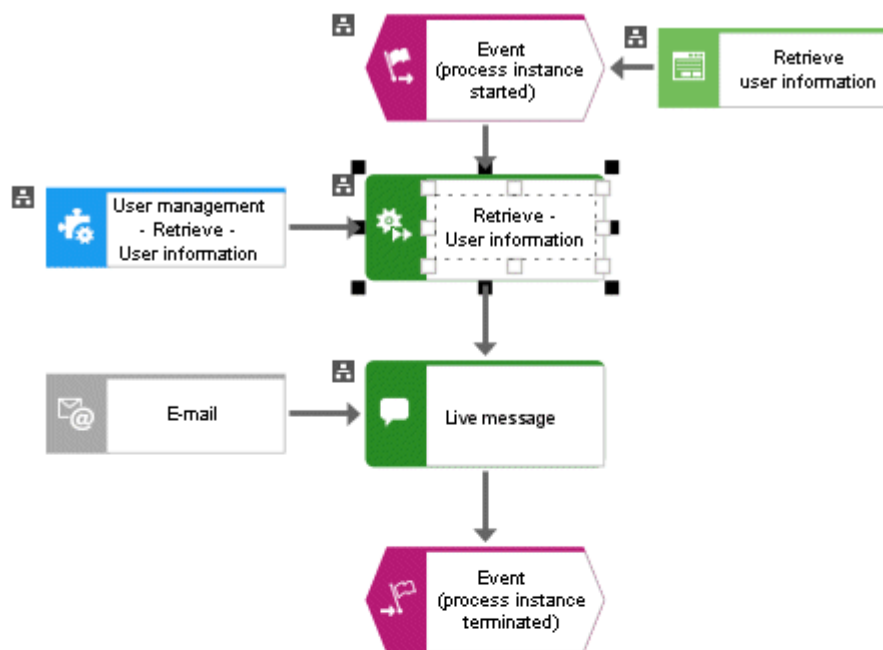 Event
(process instance
started)
Retrieve
user information
User management
- Retrieve -
User information
Retrieve -
User information
E-mail
Live message
Event
(process instance
terminated)